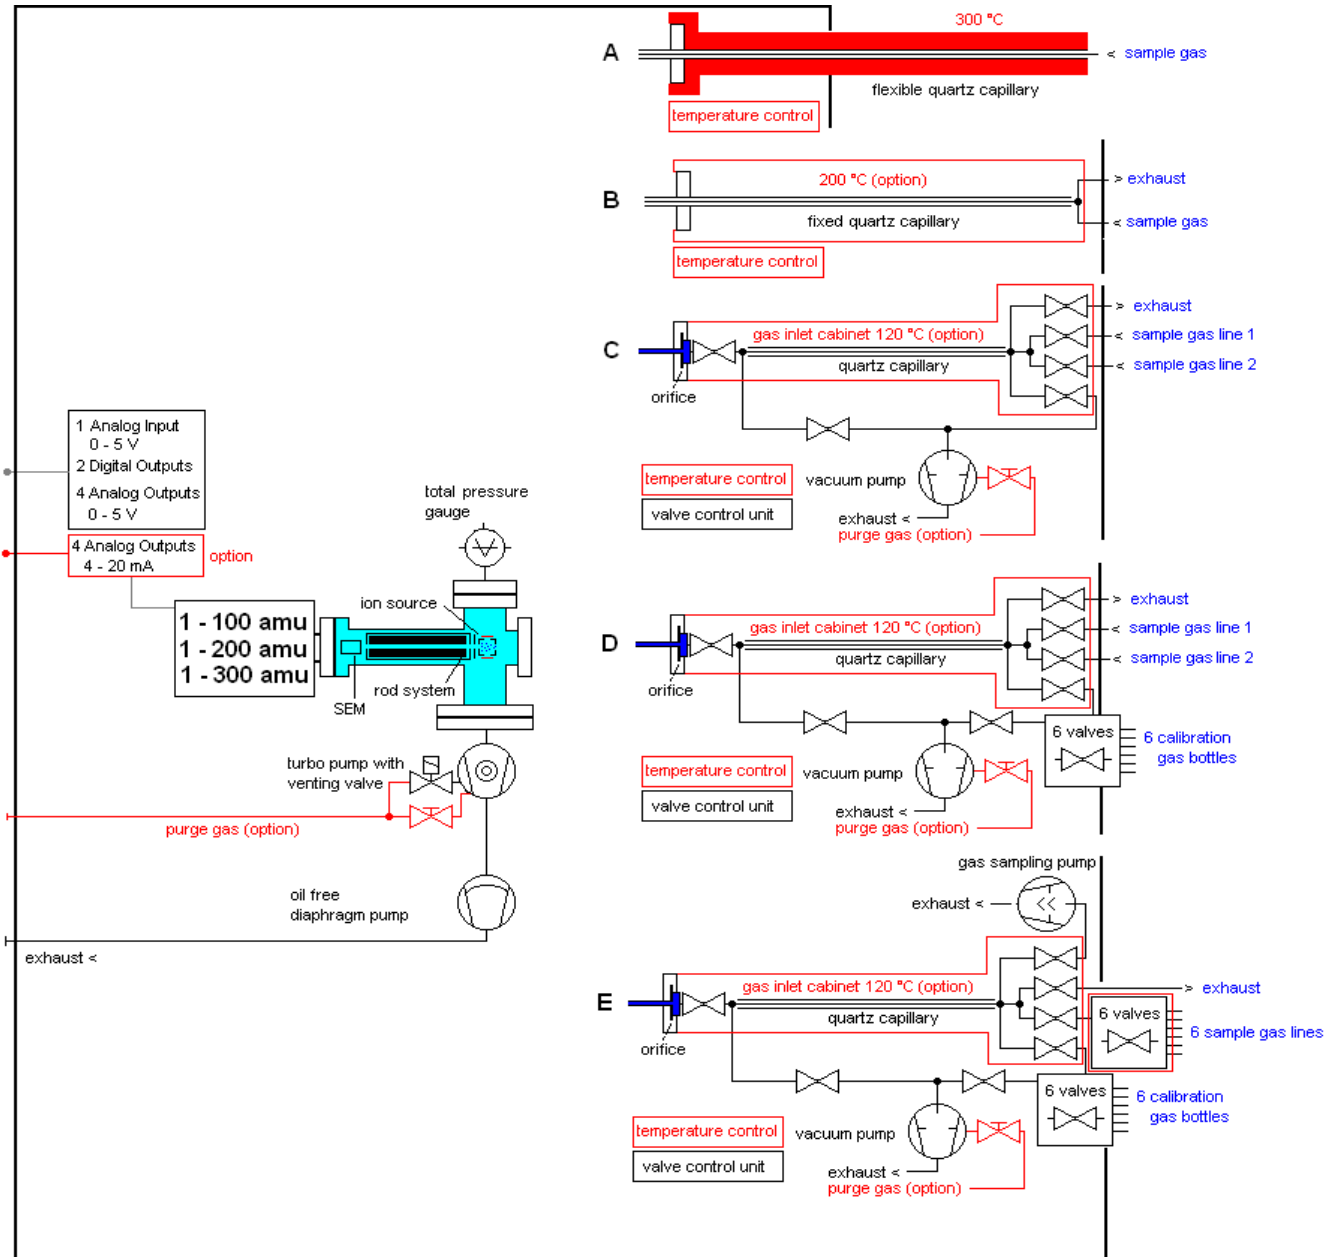 1 Analog Input
0 - 5 V
2 Digital Outputs
4 Analog Outputs
0 - 5 V
4 Analog Outputs
4 - 20 mA
option
total pressure
gauge
ion source
1 - 100 amu
1 - 200 amu
1 - 300 amu
rod system
SEM
turbo pump with
venting valve
purge gas (option)
oil free
diaphragm pump
exhaust <
A
300 °C
< sample gas
flexible quartz capillary
temperature control
B
200 °C (option)
> exhaust
fixed quartz capillary
< sample gas
temperature control
C
> exhaust
gas inlet cabinet 120 °C (option)
< sample gas line 1
quartz capillary
< sample gas line 2
orifice
temperature control
vacuum pump
valve control unit
exhaust <
purge gas (option)
D
> exhaust
gas inlet cabinet 120 °C (option)
< sample gas line 1
quartz capillary
< sample gas line 2
orifice
6 valves
6 calibration
gas bottles
temperature control
vacuum pump
valve control unit
exhaust <
purge gas (option)
gas sampling pump
exhaust <
<<
E
gas inlet cabinet 120 °C (option)
> exhaust
quartz capillary
6 valves
6 sample gas lines
orifice
6 valves
6 calibration
gas bottles
temperature control
vacuum pump
valve control unit
exhaust <
purge gas (option)